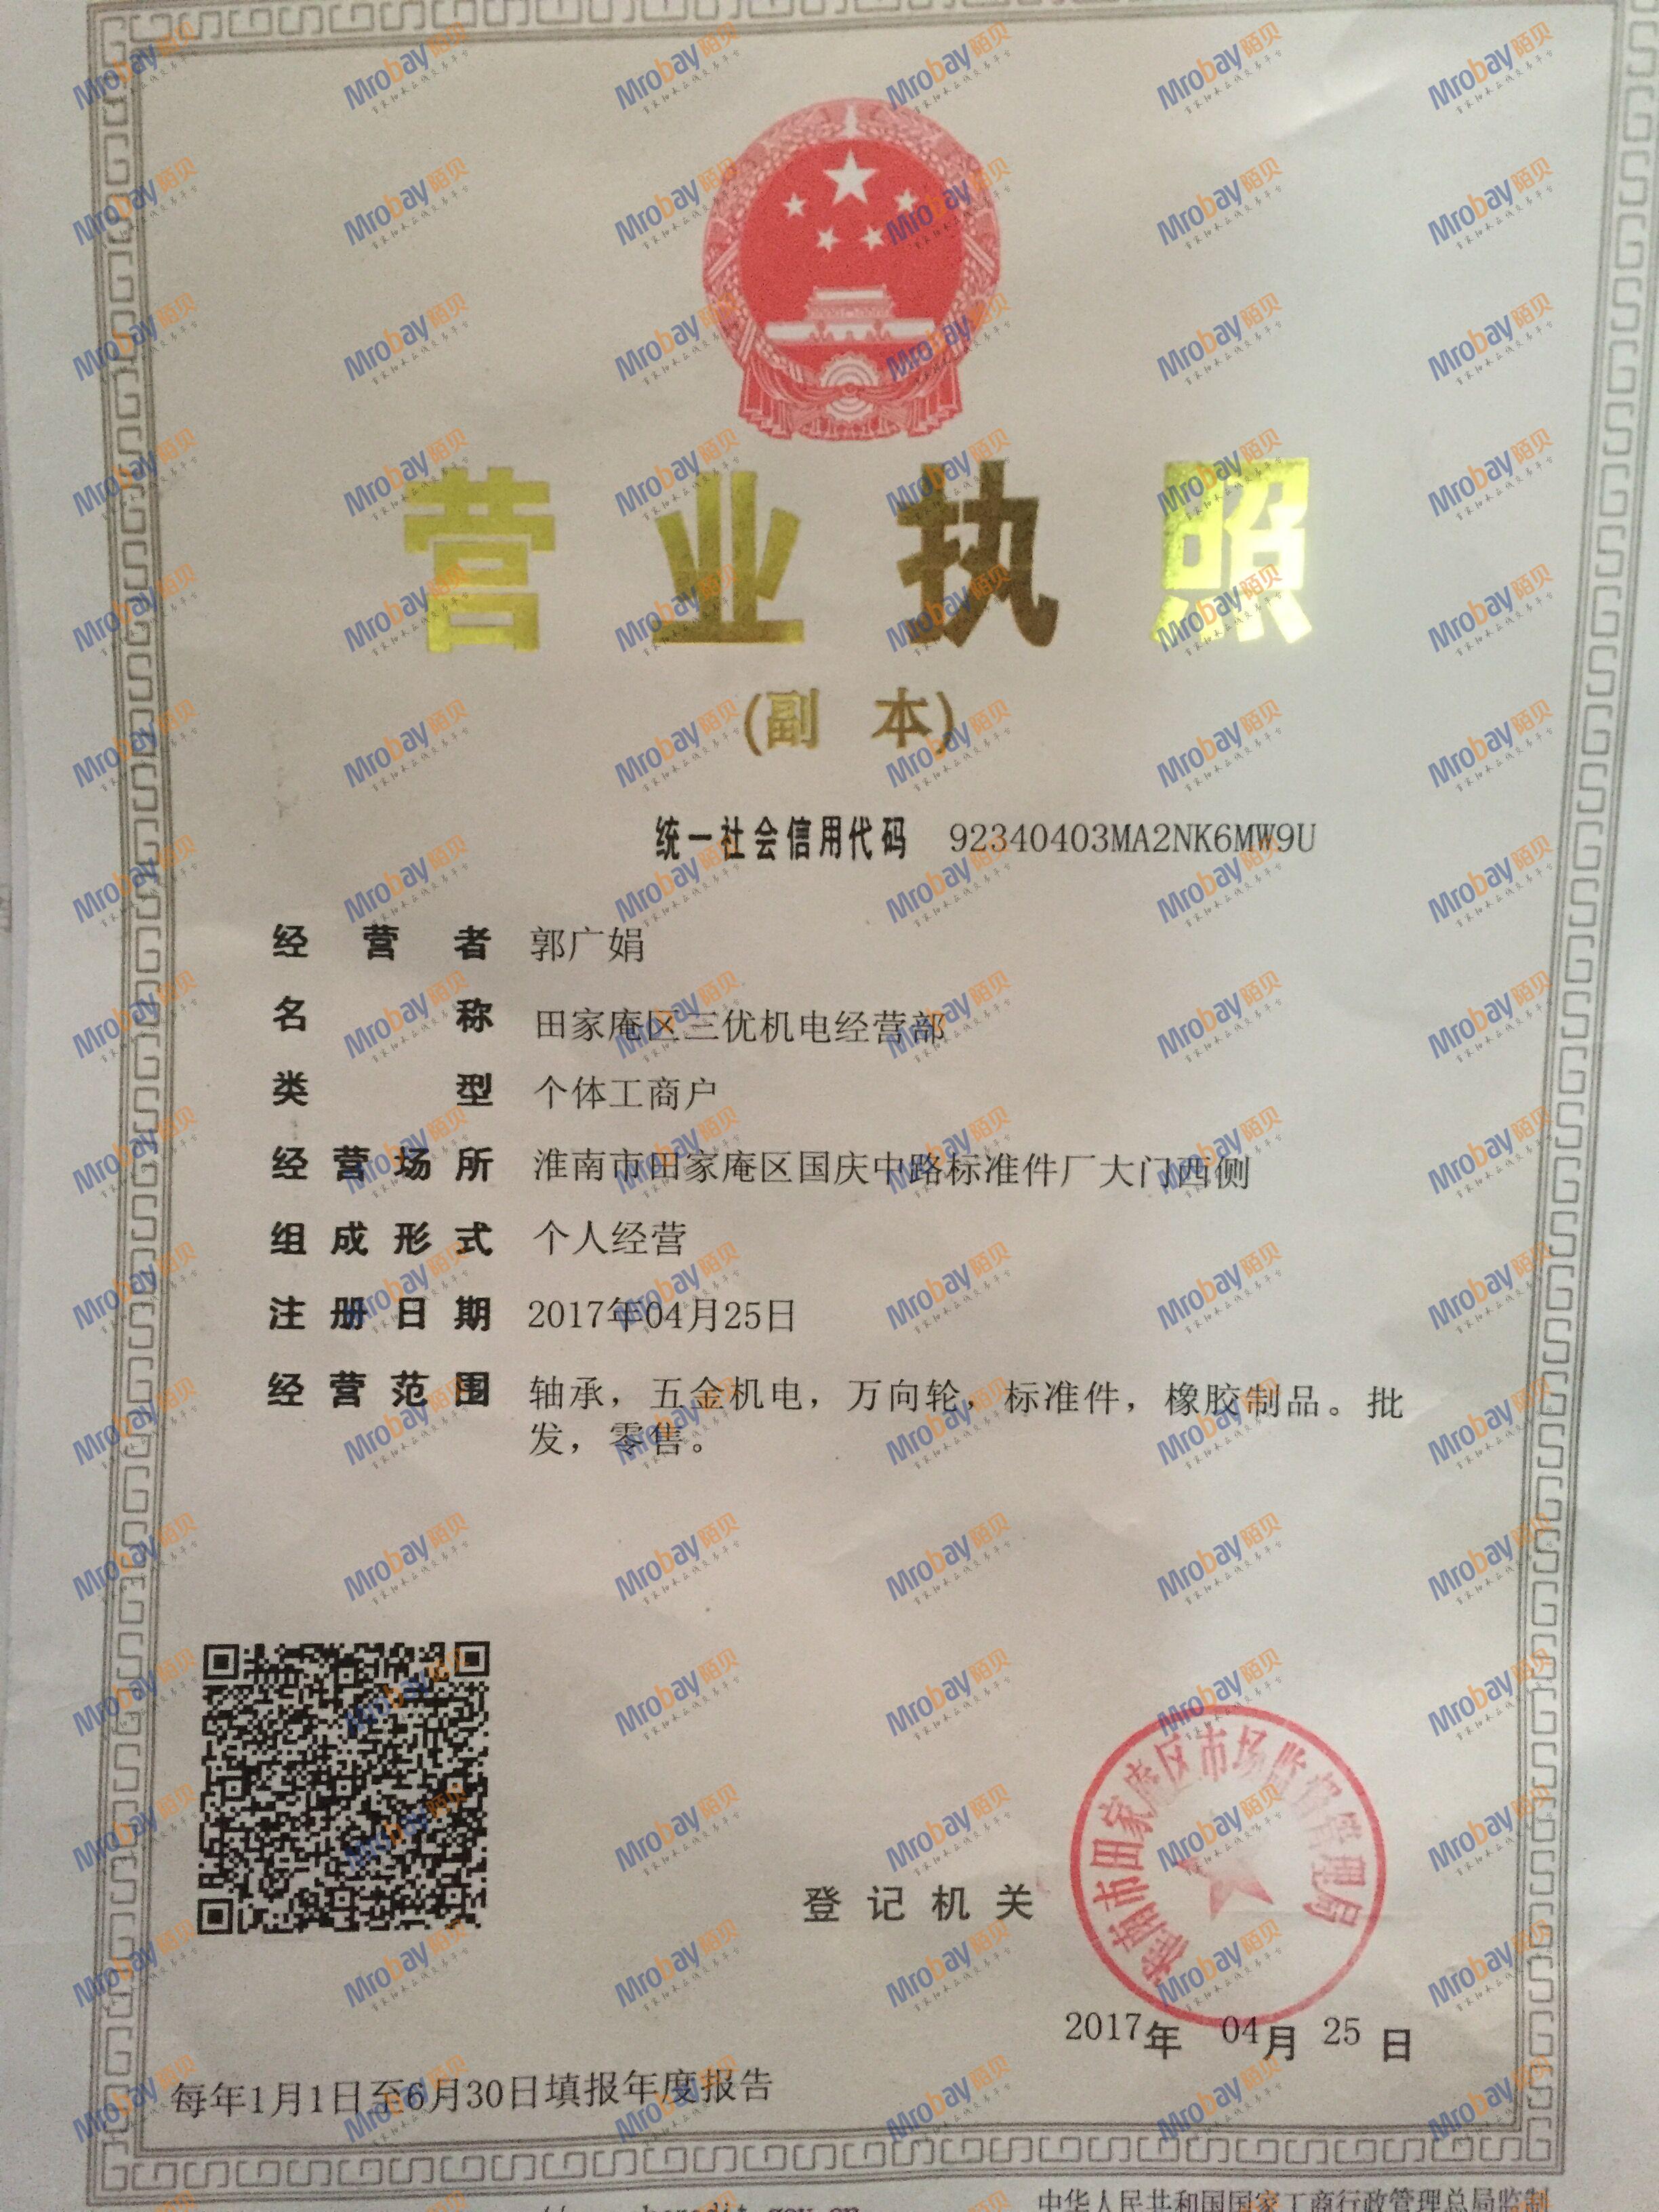 营业执照
(副 本)
统一社会信用代码 92340403MA2NK6MW9U
经营者 郭广娟
名称 田家庵区三优机电经营部
类型 个体工商户
经营场所 淮南市田家庵区国庆中路标准件厂大门西侧
组成形式 个人经营
注册日期 2017年04月25日
经营范围 轴承，五金机电，万向轮，标准件，橡胶制品。批
发，零售。
淮南市田家庵区市场监督管理局
登记机关
2017年 04月 25日
每年1月1日至6月30日填报年度报告
中华人民共和国国家工商行政管理总局监制
Mrobay陌贝